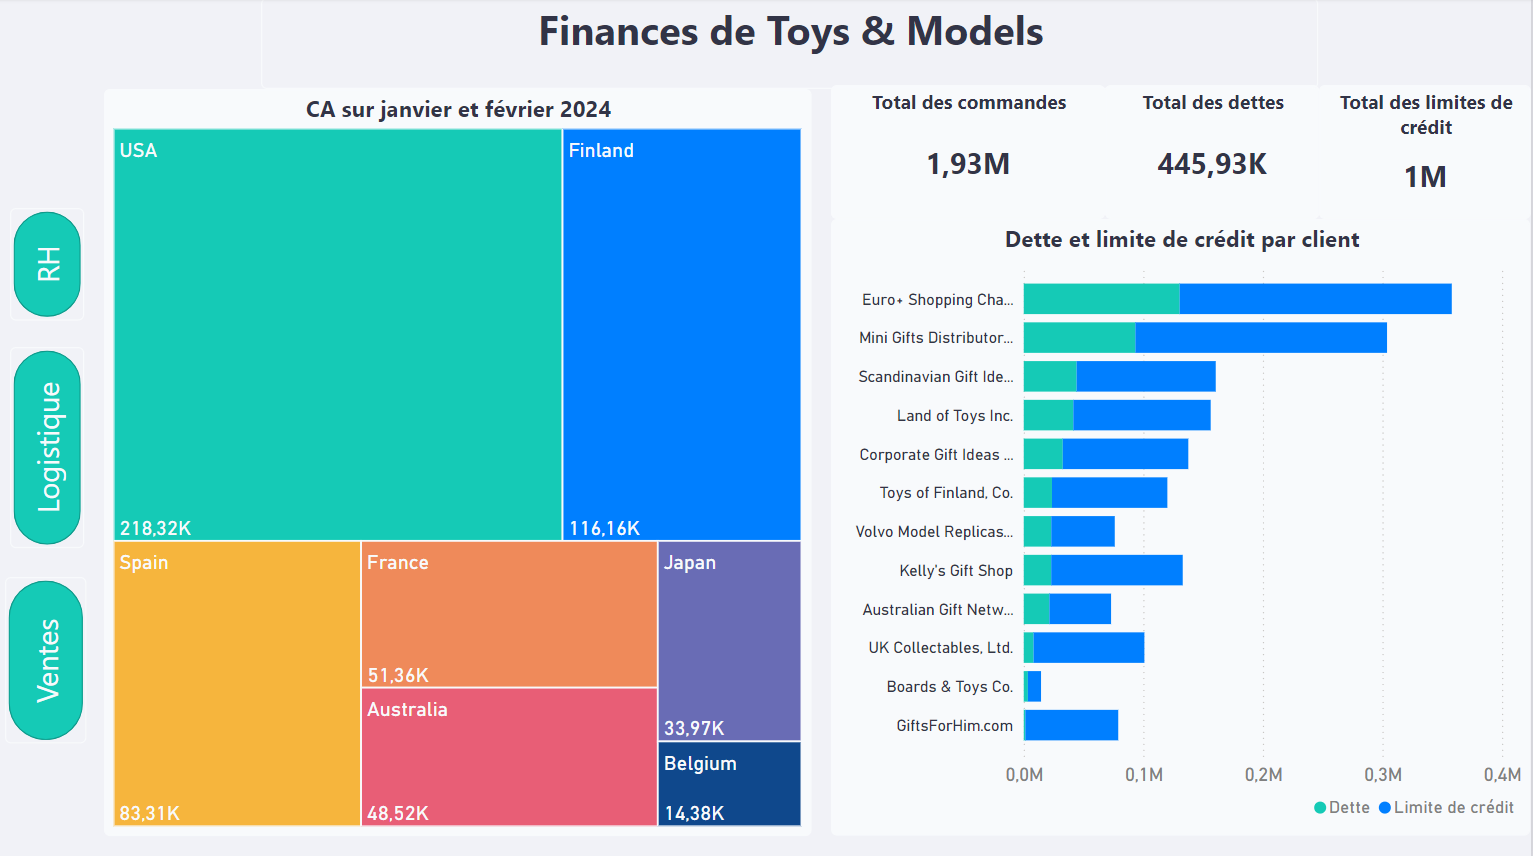 Finances de Toys & Models
RH
Logistique
Ventes
CA sur janvier et février 2024
USA
218,32K
Finland
116,16K
Spain
83,31K
France
51,36K
Australia
48,52K
Japan
33,97K
Belgium
14,38K
Total des commandes
1,93M
Total des dettes
445,93K
Total des limites de
crédit
1M
Dette et limite de crédit par client
Euro+ Shopping Cha...
Mini Gifts Distributor...
Scandinavian Gift Ide...
Land of Toys Inc.
Corporate Gift Ideas ...
Toys of Finland, Co.
Volvo Model Replicas...
Kelly's Gift Shop
Australian Gift Netw...
UK Collectables, Ltd.
Boards & Toys Co.
GiftsForHim.com
0,0M 0,1M 0,2M 0,3M 0,4M
Dette Limite de crédit